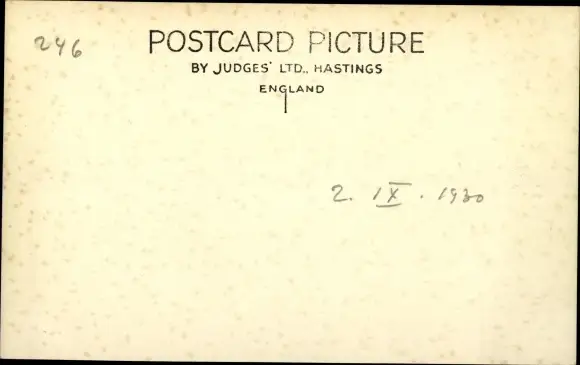 246
POSTCARD PICTURE
BY JUDGES' LTD., HASTINGS
ENGLAND
2. IX. 1930